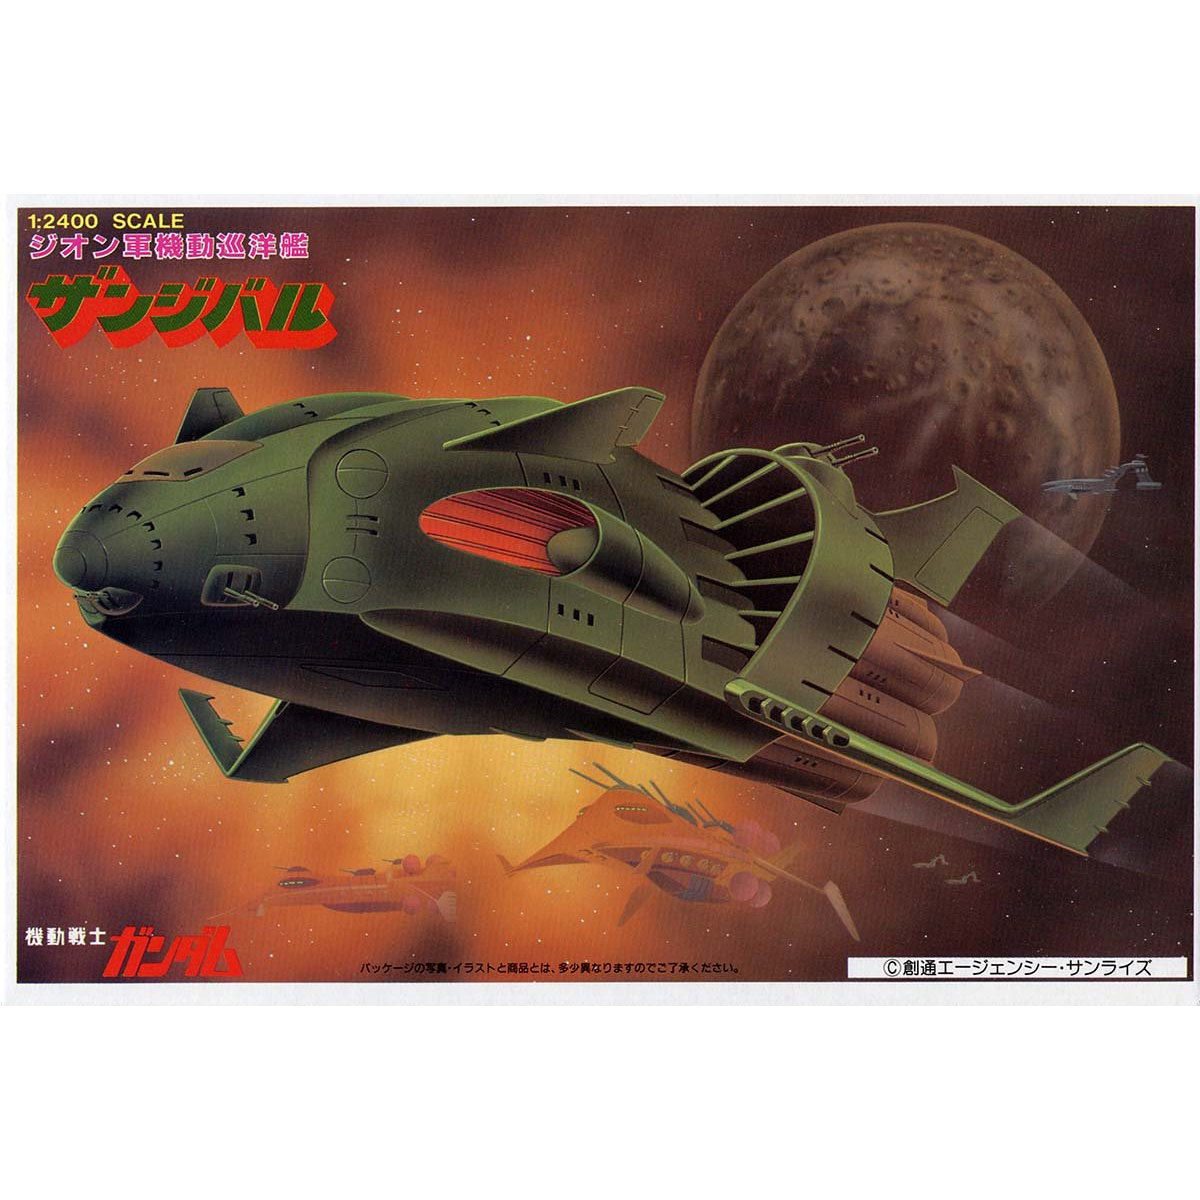 1:2400 SCALE
ジオン軍機動巡洋艦
ザンジバル
機動戦士 ガンダム
パッケージの写真・イラストと商品とは、多少異なりますのでご了承ください。
©創通エージェンシー・サンライズ